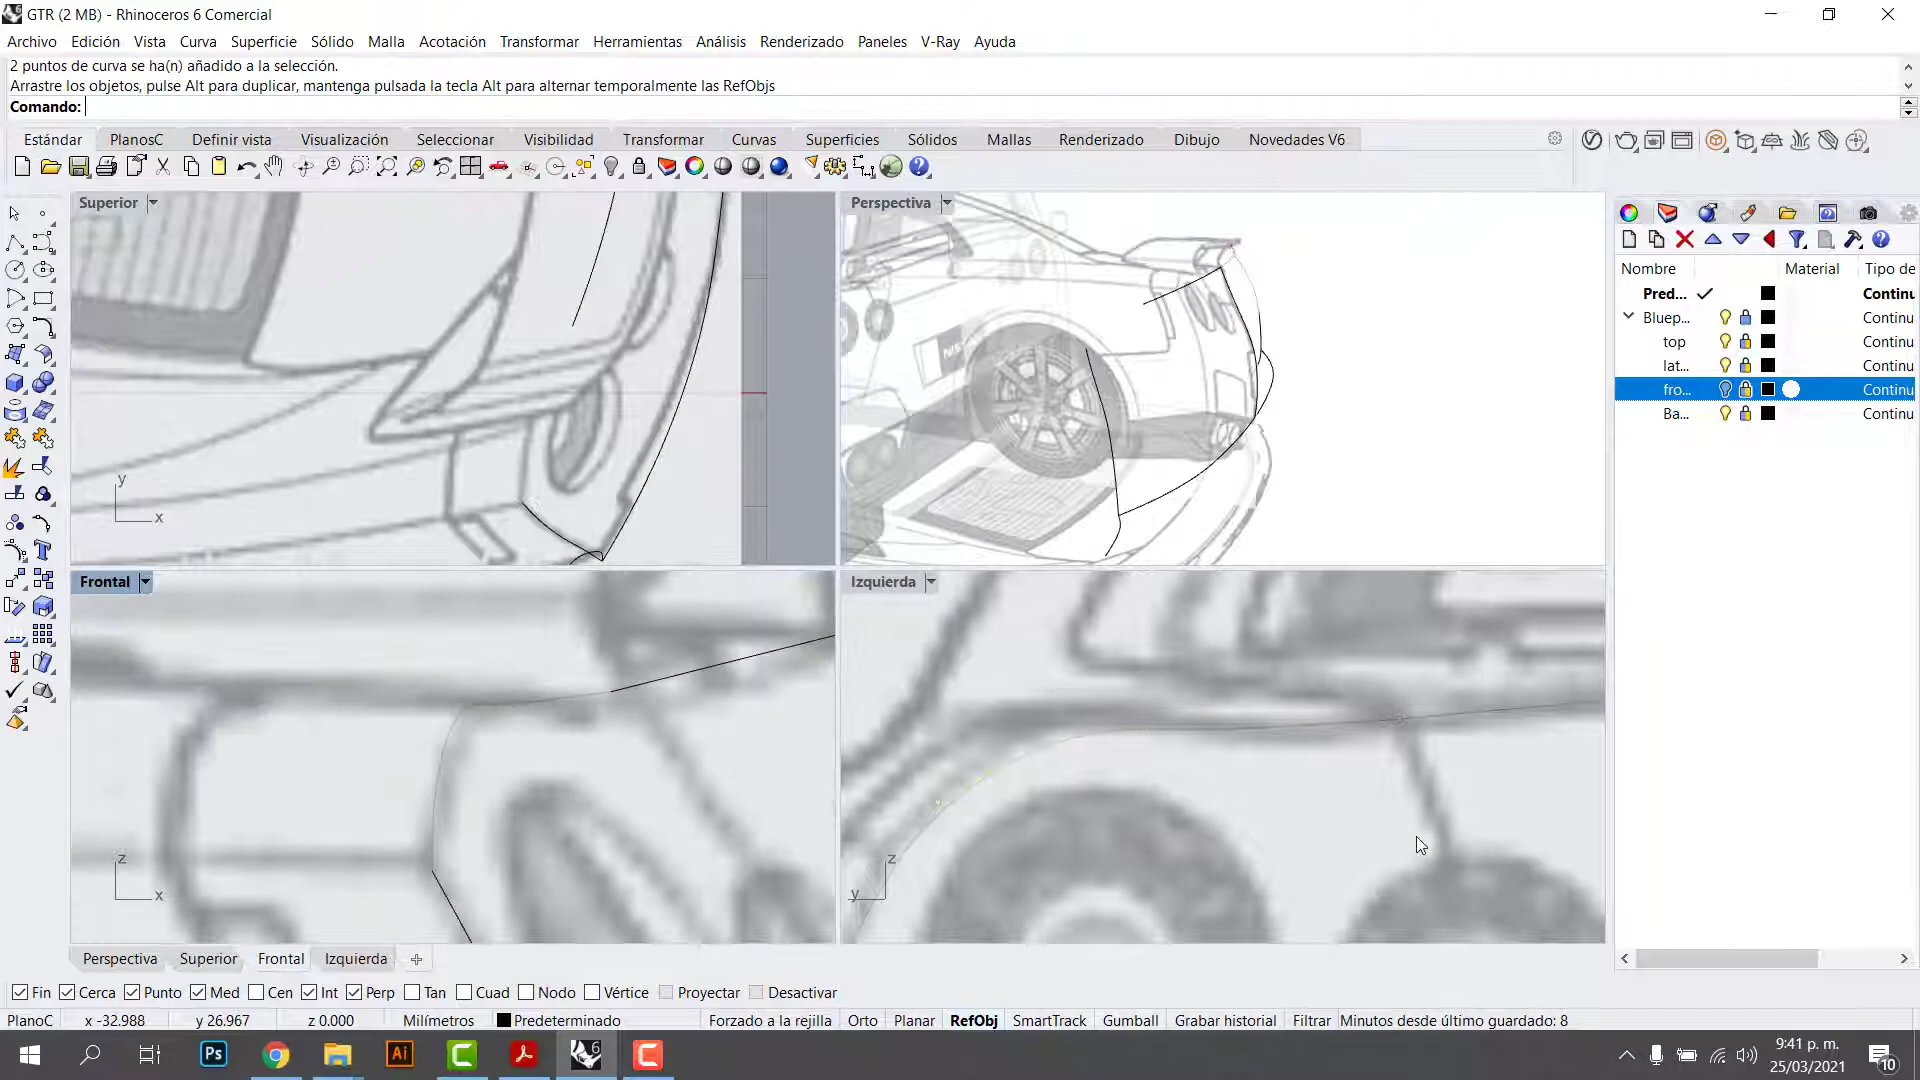 GTR (2 MB) - Rhinoceros 6 Comercial
Archivo Edición Vista Curva Superficie Sólido Malla Acotación Transformar Herramientas Análisis Renderizado Paneles V-Ray Ayuda
2 puntos de curva se ha(n) añadido a la selección.
Arrastre los objetos, pulse Alt para duplicar, mantenga pulsada la tecla Alt para alternar temporalmente las RefObjs
Comando:
Estándar PlanosC Definir vista Visualización Seleccionar Visibilidad Transformar Curvas Superficies Sólidos Mallas Renderizado Dibujo Novedades V6
Superior
Perspectiva
Nombre Material Tipo de
Pred... Continu
Bluep... Continu
top Continu
lat... Continu
fro... Continu
Ba... Continu
y
x
Frontal
Izquierda
z
x
z
y
Perspectiva Superior Frontal Izquierda
Fin Cerca Punto Med Cen Int Perp Tan Cuad Nodo Vértice Proyectar Desactivar
PlanoC x -32.988 y 26.967 z 0.000 Milímetros Predeterminado Forzado a la rejilla Orto Planar RefObj SmartTrack Gumball Grabar historial Filtrar Minutos desde último guardado: 8
Ps Ai 6
9:41 p. m.
25/03/2021
10